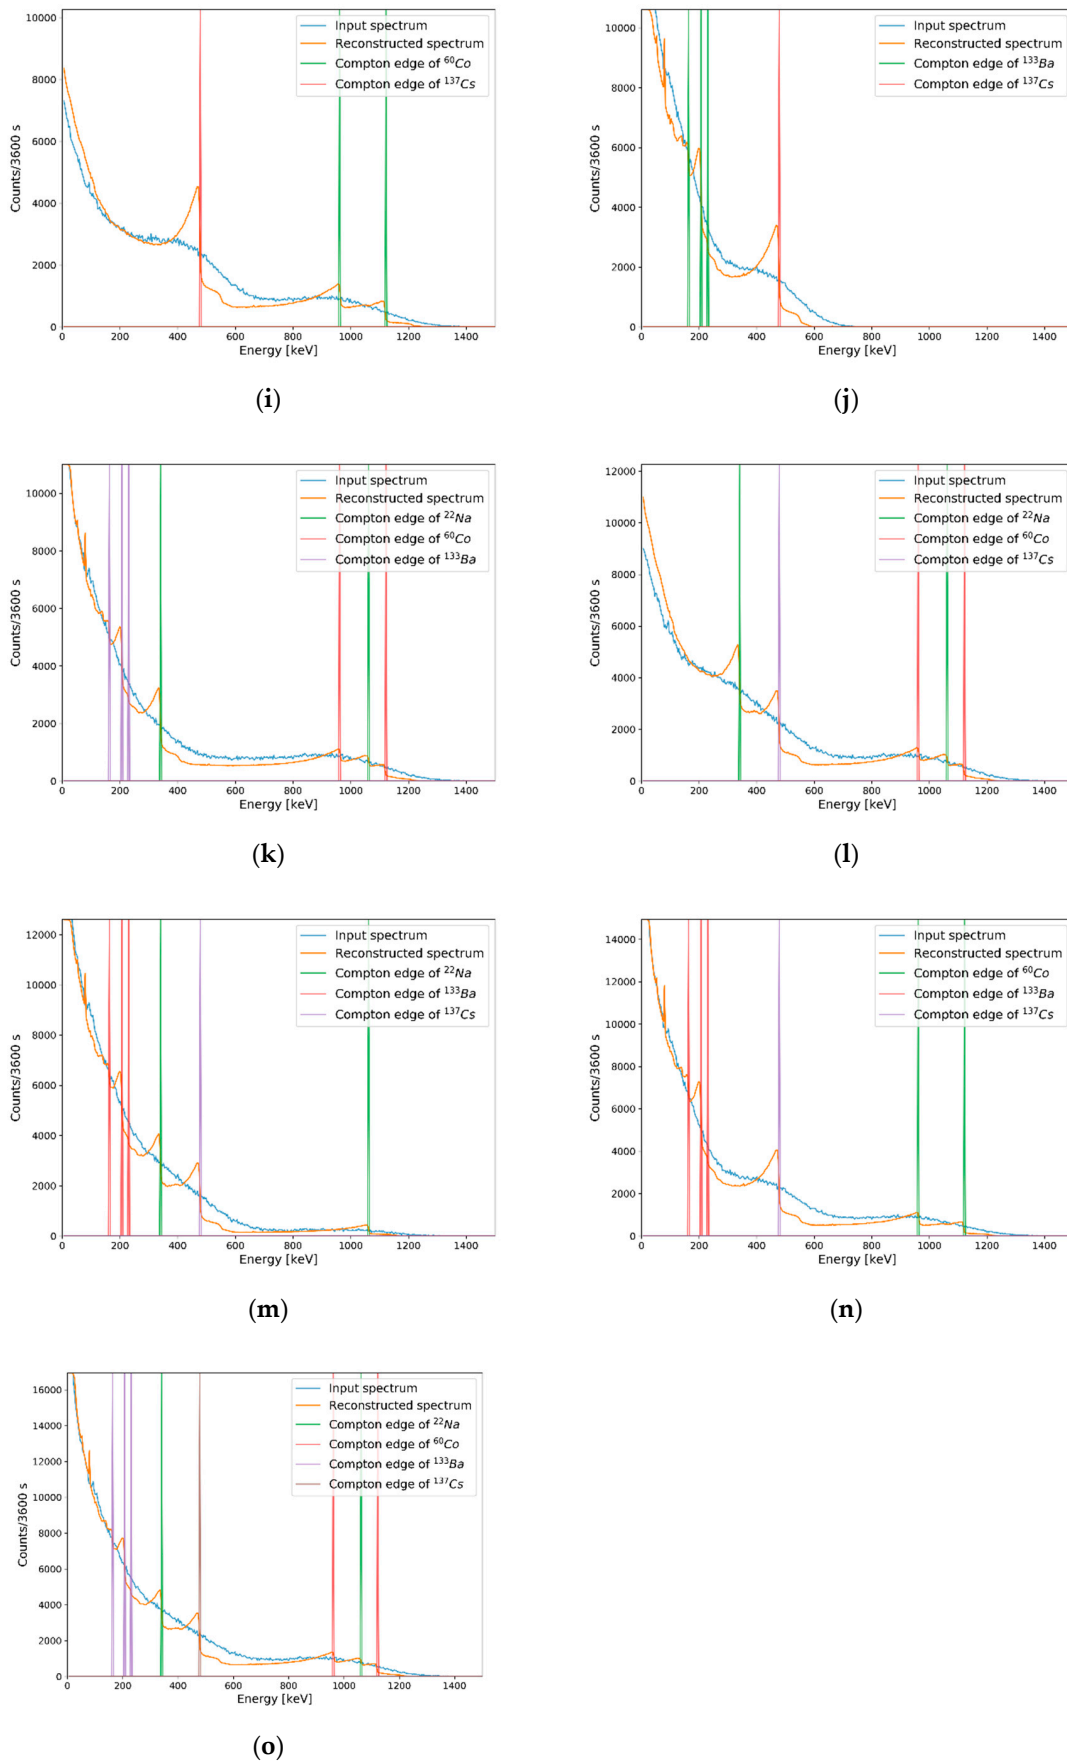 10000
8000
6000
4000
2000
0
Counts/3600 s
0 200 400 600 800 1000 1200 1400
Energy [keV]
Input spectrum
Reconstructed spectrum
Compton edge of ⁶⁰Co
Compton edge of ¹³⁷Cs
(i)
10000
8000
6000
4000
2000
0
Counts/3600 s
0 200 400 600 800 1000 1200 1400
Energy [keV]
Input spectrum
Reconstructed spectrum
Compton edge of ¹³³Ba
Compton edge of ¹³⁷Cs
(j)
10000
8000
6000
4000
2000
0
Counts/3600 s
0 200 400 600 800 1000 1200 1400
Energy [keV]
Input spectrum
Reconstructed spectrum
Compton edge of ²²Na
Compton edge of ⁶⁰Co
Compton edge of ¹³³Ba
(k)
12000
10000
8000
6000
4000
2000
0
Counts/3600 s
0 200 400 600 800 1000 1200 1400
Energy [keV]
Input spectrum
Reconstructed spectrum
Compton edge of ²²Na
Compton edge of ⁶⁰Co
Compton edge of ¹³⁷Cs
(l)
12000
10000
8000
6000
4000
2000
0
Counts/3600 s
0 200 400 600 800 1000 1200 1400
Energy [keV]
Input spectrum
Reconstructed spectrum
Compton edge of ²²Na
Compton edge of ¹³³Ba
Compton edge of ¹³⁷Cs
(m)
14000
12000
10000
8000
6000
4000
2000
0
Counts/3600 s
0 200 400 600 800 1000 1200 1400
Energy [keV]
Input spectrum
Reconstructed spectrum
Compton edge of ⁶⁰Co
Compton edge of ¹³³Ba
Compton edge of ¹³⁷Cs
(n)
16000
14000
12000
10000
8000
6000
4000
2000
0
Counts/3600 s
0 200 400 600 800 1000 1200 1400
Energy [keV]
Input spectrum
Reconstructed spectrum
Compton edge of ²²Na
Compton edge of ⁶⁰Co
Compton edge of ¹³³Ba
Compton edge of ¹³⁷Cs
(o)